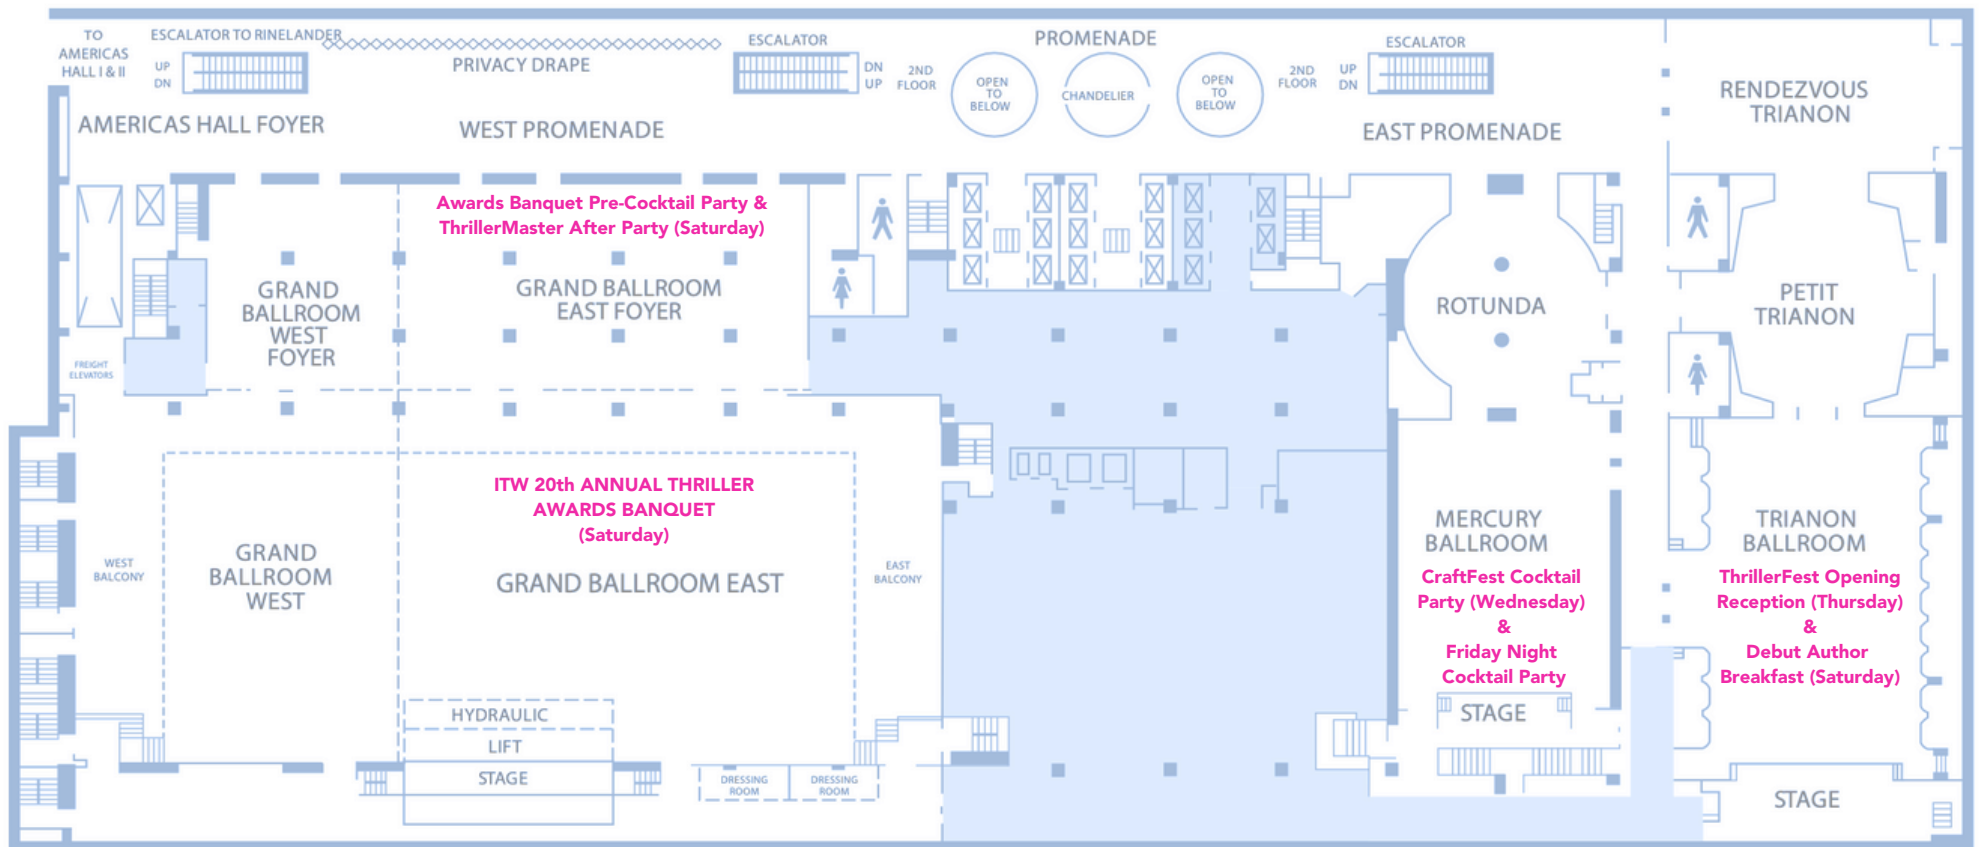 TO
AMERICAS
HALL I & II
ESCALATOR TO RINELANDER
UP
DN
PRIVACY DRAPE
ESCALATOR
DN
UP
2ND
FLOOR
PROMENADE
OPEN
TO
BELOW
CHANDELIER
OPEN
TO
BELOW
2ND
FLOOR
UP
DN
ESCALATOR
RENDEZVOUS
TRIANON
AMERICAS HALL FOYER
WEST PROMENADE
EAST PROMENADE
Awards Banquet Pre-Cocktail Party &
ThrillerMaster After Party (Saturday)
GRAND
BALLROOM
WEST
FOYER
GRAND BALLROOM
EAST FOYER
ROTUNDA
PETIT
TRIANON
FREIGHT
ELEVATORS
ITW 20th ANNUAL THRILLER
AWARDS BANQUET
(Saturday)
WEST
BALCONY
GRAND
BALLROOM
WEST
GRAND BALLROOM EAST
EAST
BALCONY
MERCURY
BALLROOM
CraftFest Cocktail
Party (Wednesday)
&
Friday Night
Cocktail Party
TRIANON
BALLROOM
ThrillerFest Opening
Reception (Thursday)
&
Debut Author
Breakfast (Saturday)
HYDRAULIC
LIFT
STAGE
DRESSING
ROOM
DRESSING
ROOM
STAGE
STAGE